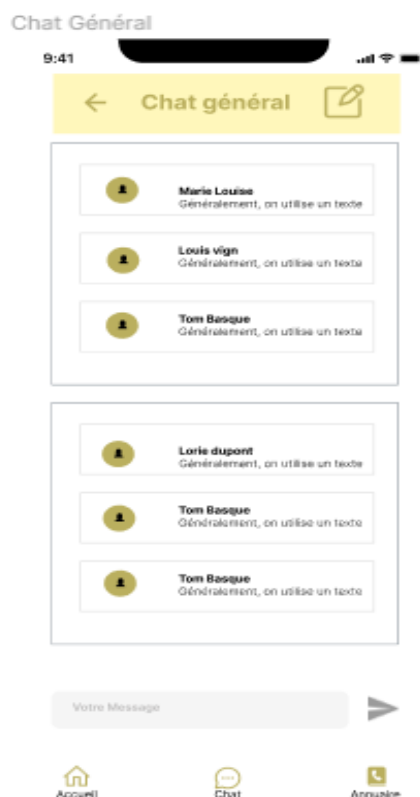 Chat Général
9:41
Chat général
Marie Louise
Généralement, on utilise un texte
Louis vign
Généralement, on utilise un texte
Tom Basque
Généralement, on utilise un texte
Lorie dupont
Généralement, on utilise un texte
Tom Basque
Généralement, on utilise un texte
Tom Basque
Généralement, on utilise un texte
Votre Message
Accueil Chat Annuaire